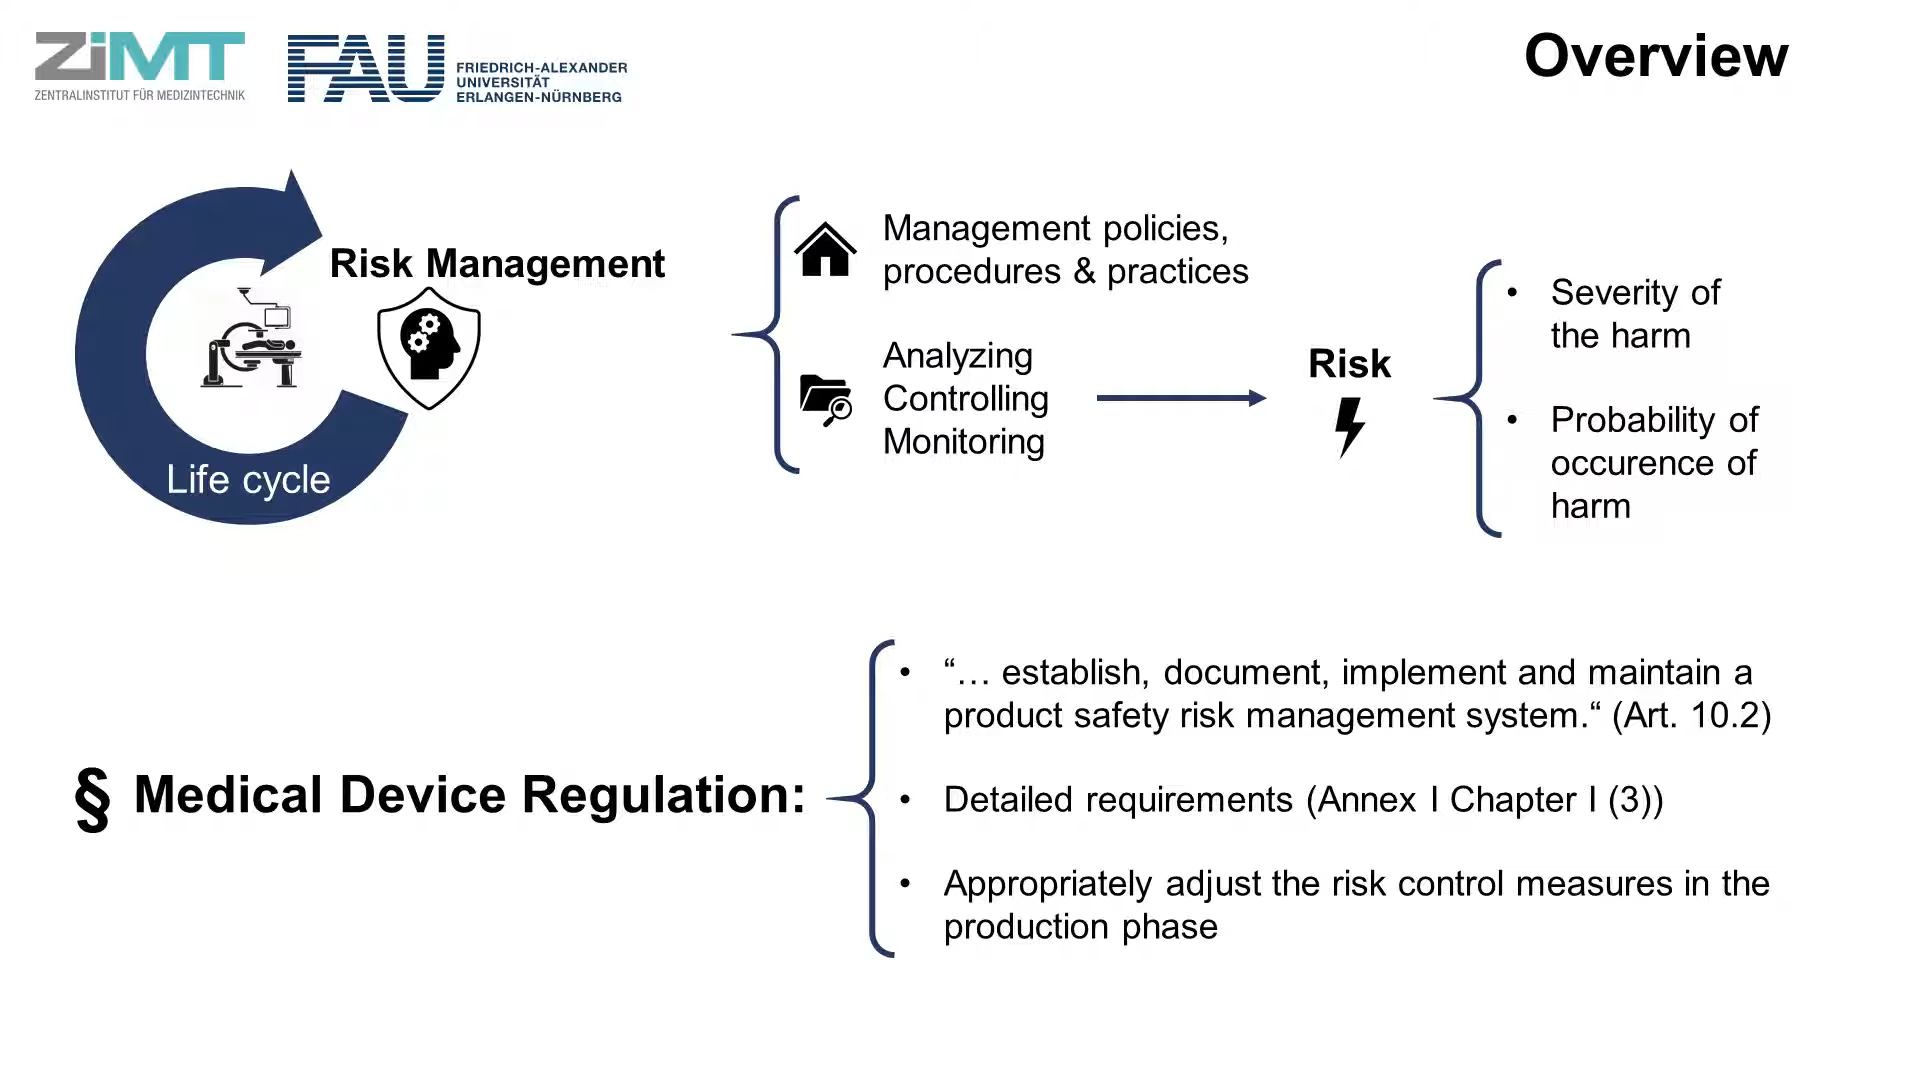 ZiMT
ZENTRALINSTITUT FÜR MEDIZINTECHNIK
FAU
FRIEDRICH-ALEXANDER
UNIVERSITÄT
ERLANGEN-NÜRNBERG
Overview
Risk Management
Life cycle
Management policies,
procedures & practices
Analyzing
Controlling
Monitoring
Risk
• Severity of
the harm
• Probability of
occurence of
harm
§ Medical Device Regulation:
• “… establish, document, implement and maintain a
product safety risk management system.“ (Art. 10.2)
• Detailed requirements (Annex I Chapter I (3))
• Appropriately adjust the risk control measures in the
production phase